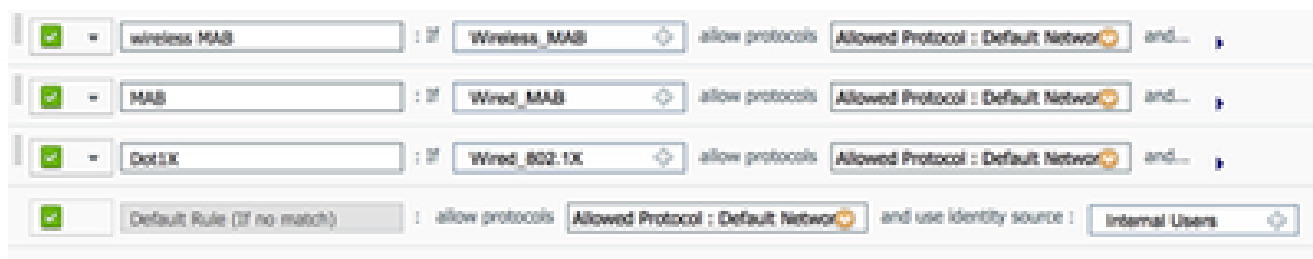 wireless MAB : If Wireless_MAB allow protocols Allowed Protocol : Default Networ and...
MAB : If Wired_MAB allow protocols Allowed Protocol : Default Networ and...
Dot1X : If Wired_802.1X allow protocols Allowed Protocol : Default Networ and...
Default Rule (If no match) : allow protocols Allowed Protocol : Default Networ and use identity source : Internal Users